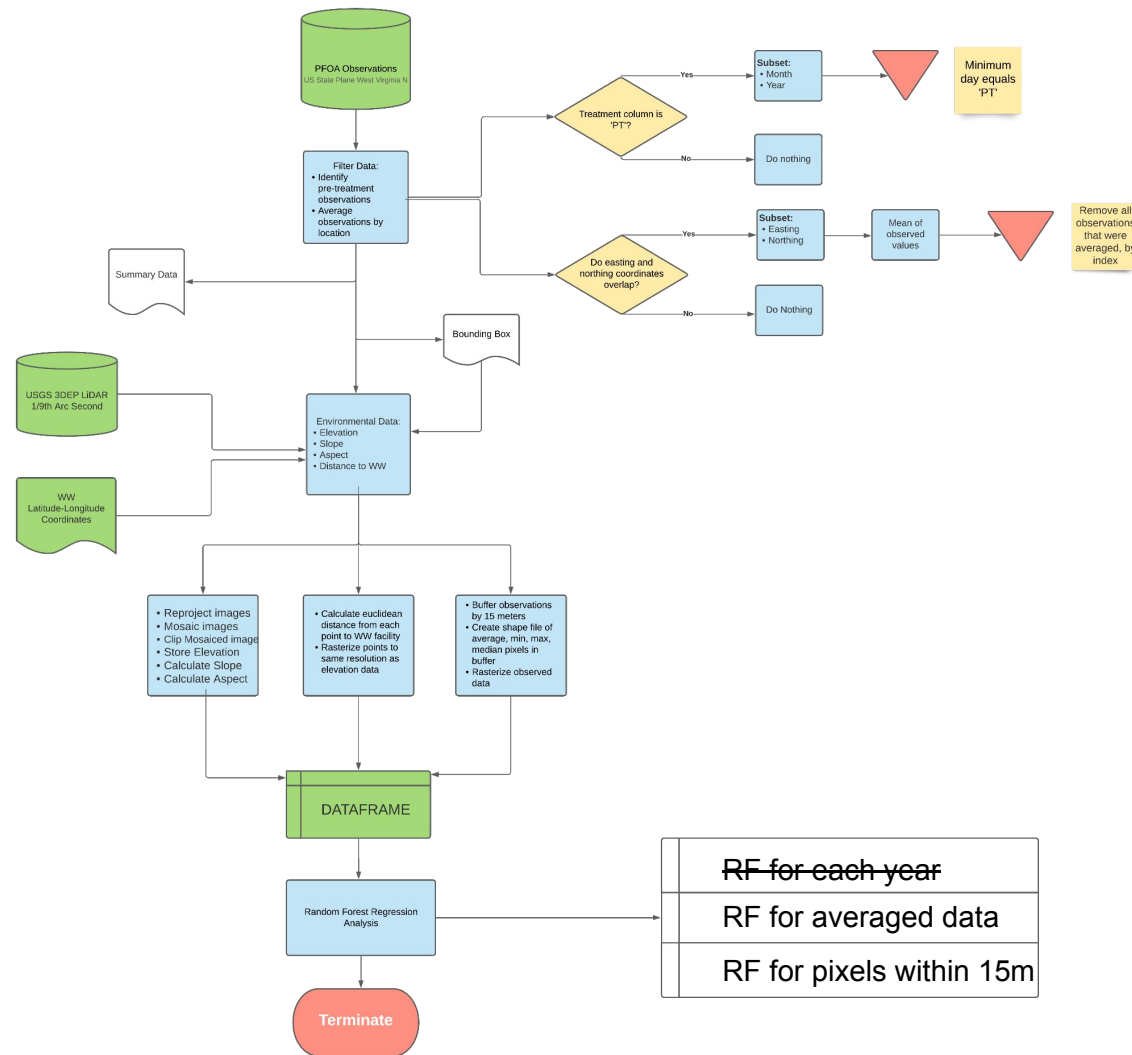 PFOA Observations
US State Plane West Virginia N
Filter Data:
• Identify
pre-treatment
observations
• Average
observations by
location
Treatment column is
'PT'?
Yes
Subset:
• Month
• Year
Minimum
day equals
'PT'
No
Do nothing
Do easting and
northing coordinates
overlap?
Yes
Subset:
• Easting
• Northing
Mean of
observed
values
Remove all
observations
that were
averaged, by
index
No
Do Nothing
Summary Data
Bounding Box
USGS 3DEP LiDAR
1/9th Arc Second
WW
Latitude-Longitude
Coordinates
Environmental Data:
• Elevation
• Slope
• Aspect
• Distance to WW
• Reproject images
• Mosaic images
• Clip Mosaiced image
• Store Elevation
• Calculate Slope
• Calculate Aspect
• Calculate euclidean
distance from each
point to WW facility
• Rasterize points to
same resolution as
elevation data
• Buffer observations
by 15 meters
• Create shape file of
average, min, max,
median pixels in
buffer
• Rasterize observed
data
DATAFRAME
Random Forest Regression
Analysis
RF for each year
RF for averaged data
RF for pixels within 15m
Terminate